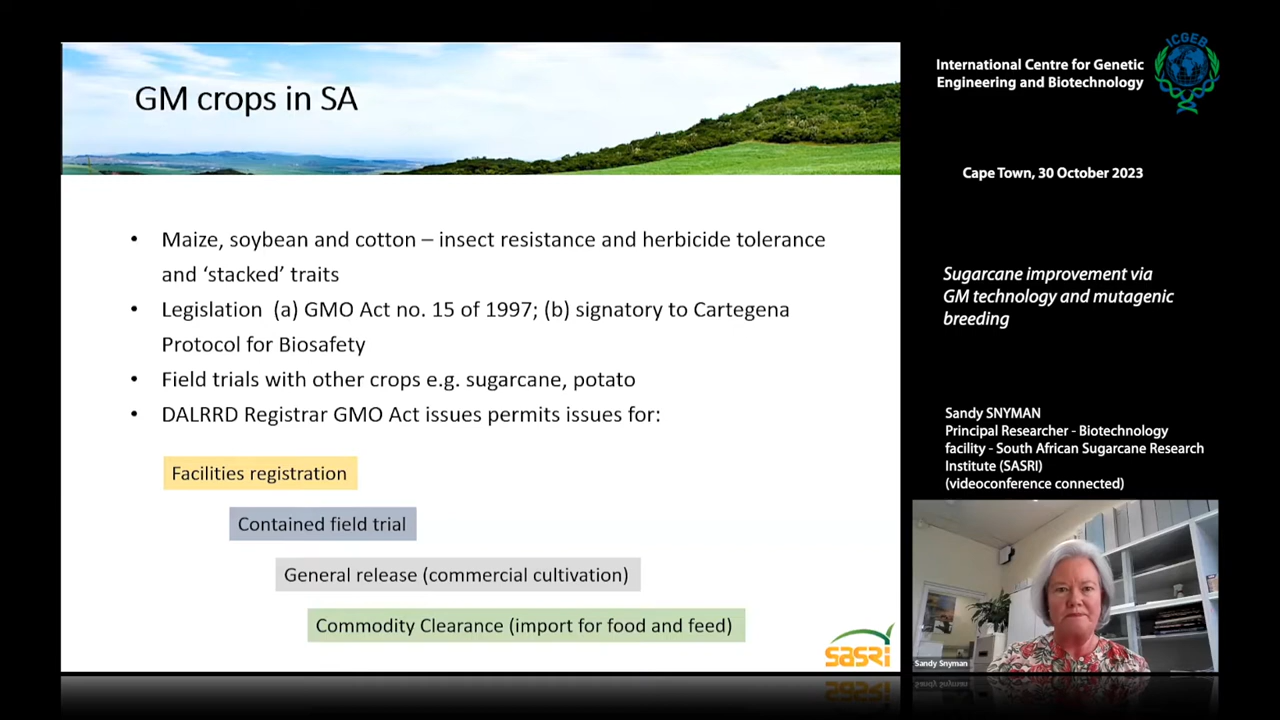 GM crops in SA
• Maize, soybean and cotton – insect resistance and herbicide tolerance
and ‘stacked’ traits
• Legislation (a) GMO Act no. 15 of 1997; (b) signatory to Cartegena
Protocol for Biosafety
• Field trials with other crops e.g. sugarcane, potato
• DALRRD Registrar GMO Act issues permits issues for:
Facilities registration
Contained field trial
General release (commercial cultivation)
Commodity Clearance (import for food and feed)
sasri
International Centre for Genetic
Engineering and Biotechnology
ICGEB
Cape Town, 30 October 2023
Sugarcane improvement via
GM technology and mutagenic
breeding
Sandy SNYMAN
Principal Researcher - Biotechnology
facility - South African Sugarcane Research
Institute (SASRI)
(videoconference connected)
Sandy Snyman